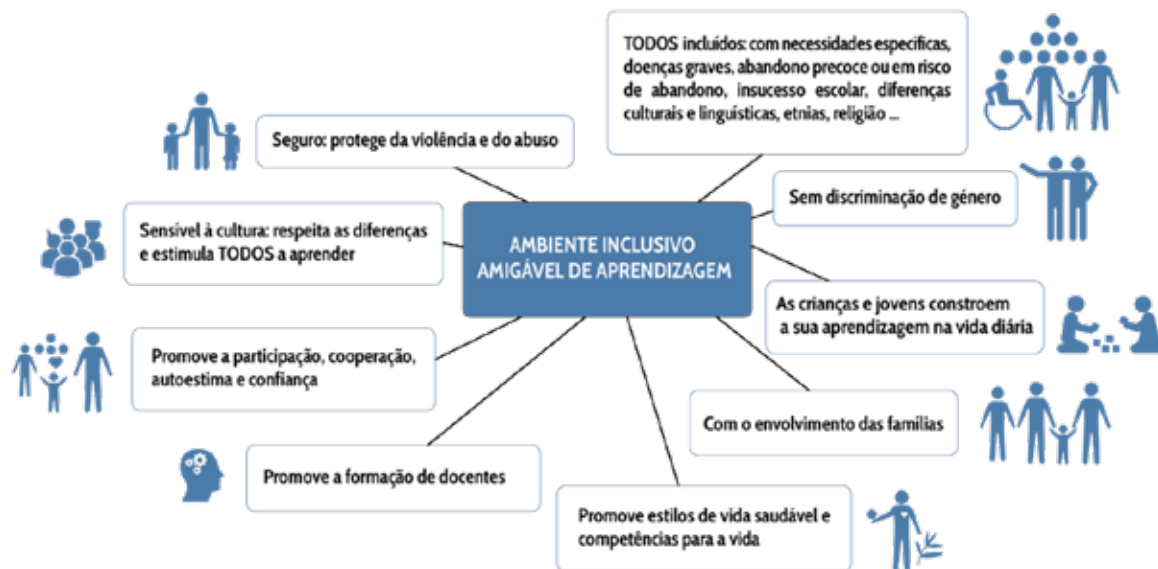 TODOS incluídos: com necessidades específicas,
doenças graves, abandono precoce ou em risco
de abandono, insucesso escolar, diferenças
culturais e linguísticas, etnias, religião ...
Seguro: protege da violência e do abuso
Sem discriminação de género
Sensível à cultura: respeita as diferenças
e estimula TODOS a aprender
AMBIENTE INCLUSIVO
AMIGÁVEL DE APRENDIZAGEM
As crianças e jovens constroem
a sua aprendizagem na vida diária
Promove a participação, cooperação,
autoestima e confiança
Com o envolvimento das famílias
Promove a formação de docentes
Promove estilos de vida saudável e
competências para a vida